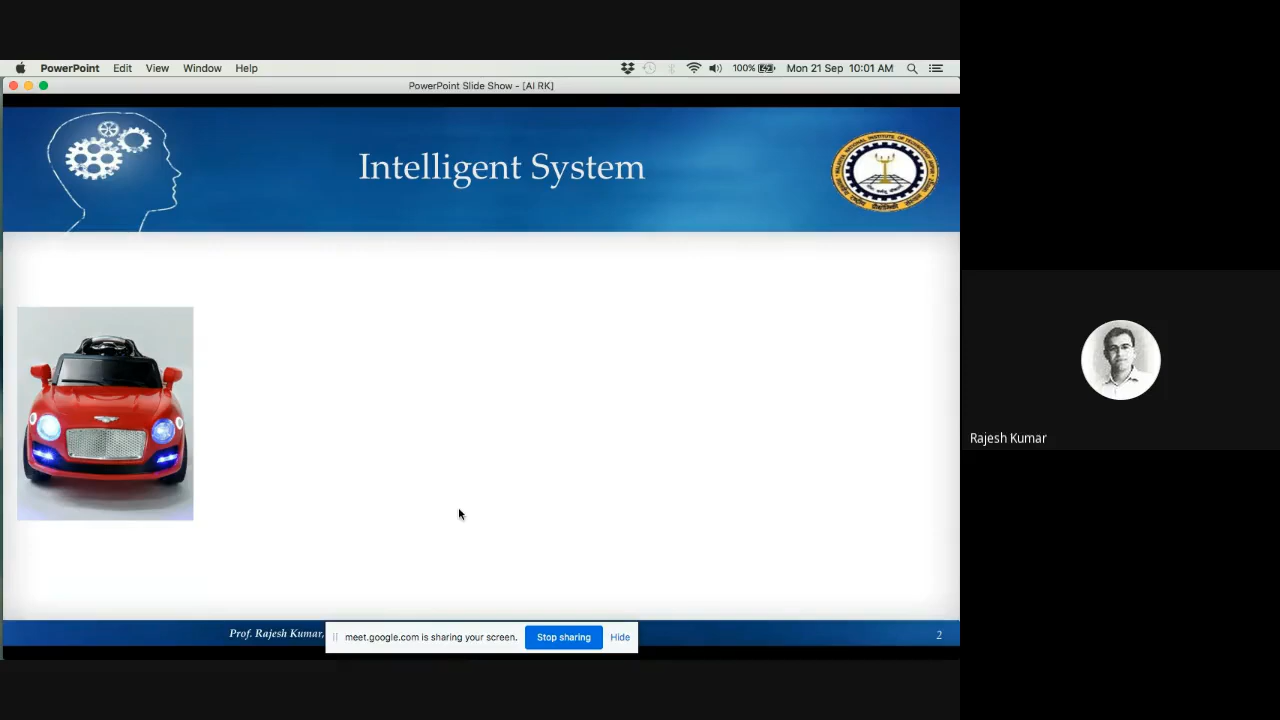 PowerPoint Edit View Window Help 100% Mon 21 Sep 10:01 AM
PowerPoint Slide Show - [AI RK]
Intelligent System
Rajesh Kumar
Prof. Rajesh Kumar,
meet.google.com is sharing your screen. Stop sharing Hide
2